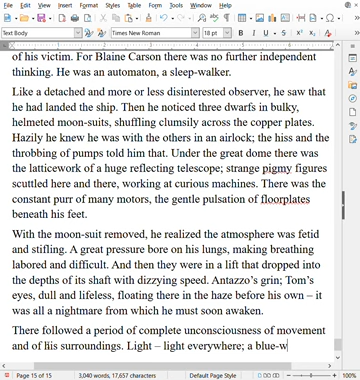 File Edit View Insert Format Styles Table Form Tools Window Help
Text Body Times New Roman 18 pt
of his victim. For Blaine Carson there was no further independent
thinking. He was an automaton, a sleep-walker.
Like a detached and more or less disinterested observer, he saw that
he had landed the ship. Then he noticed three dwarfs in bulky,
helmeted moon-suits, shuffling clumsily across the copper plates.
Hazily he knew he was with the others in an airlock; the hiss and the
throbbing of pumps told him that. Under the great dome there was
the latticework of a huge reflecting telescope; strange pigmy figures
scuttled here and there, working at curious machines. There was the
constant purr of many motors, the gentle pulsation of floorplates
beneath his feet.
With the moon-suit removed, he realized the atmosphere was fetid
and stifling. A great pressure bore on his lungs, making breathing
labored and difficult. And then they were in a lift that dropped into
the depths of its shaft with dizzying speed. Antazzo's grin; Tom's
eyes, dull and lifeless, floating there in the haze before his own – it
was all a nightmare from which he must soon awaken.
There followed a period of complete unconsciousness of movement
and of his surroundings. Light – light everywhere; a blue-w
Page 15 of 15 3,040 words, 17,657 characters Default Page Style 100%